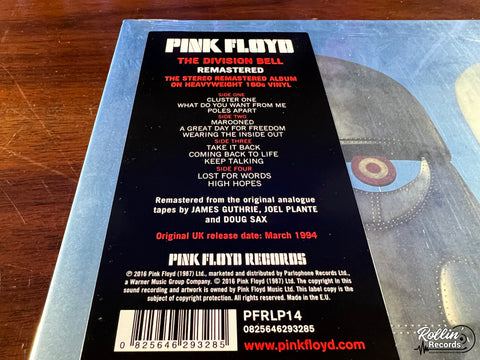 PINK FLOYD
THE DIVISION BELL
REMASTERED
THE STEREO REMASTERED ALBUM
ON HEAVYWEIGHT 180g VINYL
SIDE ONE
CLUSTER ONE
WHAT DO YOU WANT FROM ME
POLES APART
SIDE TWO
MAROONED
A GREAT DAY FOR FREEDOM
WEARING THE INSIDE OUT
SIDE THREE
TAKE IT BACK
COMING BACK TO LIFE
KEEP TALKING
SIDE FOUR
LOST FOR WORDS
HIGH HOPES
Remastered from the original analogue
tapes by JAMES GUTHRIE, JOEL PLANTE
and DOUG SAX
Original UK release date: March 1994
PINK FLOYD RECORDS
℗ 2016 Pink Floyd (1987) Ltd., marketed and distributed by Parlophone Records Ltd.,
a Warner Music Group Company. © 2016 Pink Floyd (1987) Ltd. The copyright in this
sound recording and artwork is owned by Pink Floyd Music Ltd. This label copy is the
subject of copyright protection. All rights reserved. Made in the E.U.
PFRLP14
0825646293285
0 825646 293285
www.pinkfloyd.com
Rollin'
Records